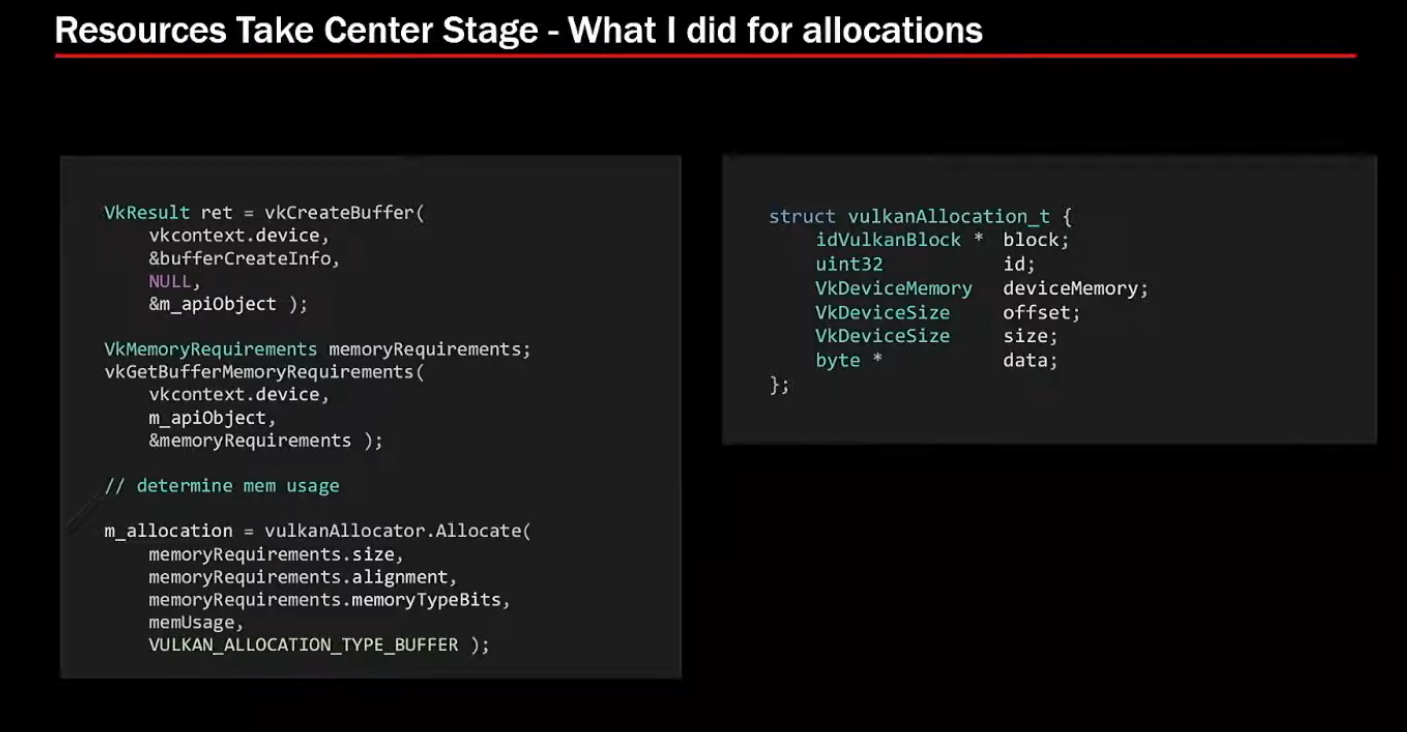 Resources Take Center Stage - What I did for allocations
VkResult ret = vkCreateBuffer(
vkcontext.device,
&bufferCreateInfo,
NULL,
&m_apiObject );
VkMemoryRequirements memoryRequirements;
vkGetBufferMemoryRequirements(
vkcontext.device,
m_apiObject,
&memoryRequirements );
// determine mem usage
m_allocation = vulkanAllocator.Allocate(
memoryRequirements.size,
memoryRequirements.alignment,
memoryRequirements.memoryTypeBits,
memUsage,
VULKAN_ALLOCATION_TYPE_BUFFER );
struct vulkanAllocation_t {
idVulkanBlock * block;
uint32 id;
VkDeviceMemory deviceMemory;
VkDeviceSize offset;
VkDeviceSize size;
byte * data;
};